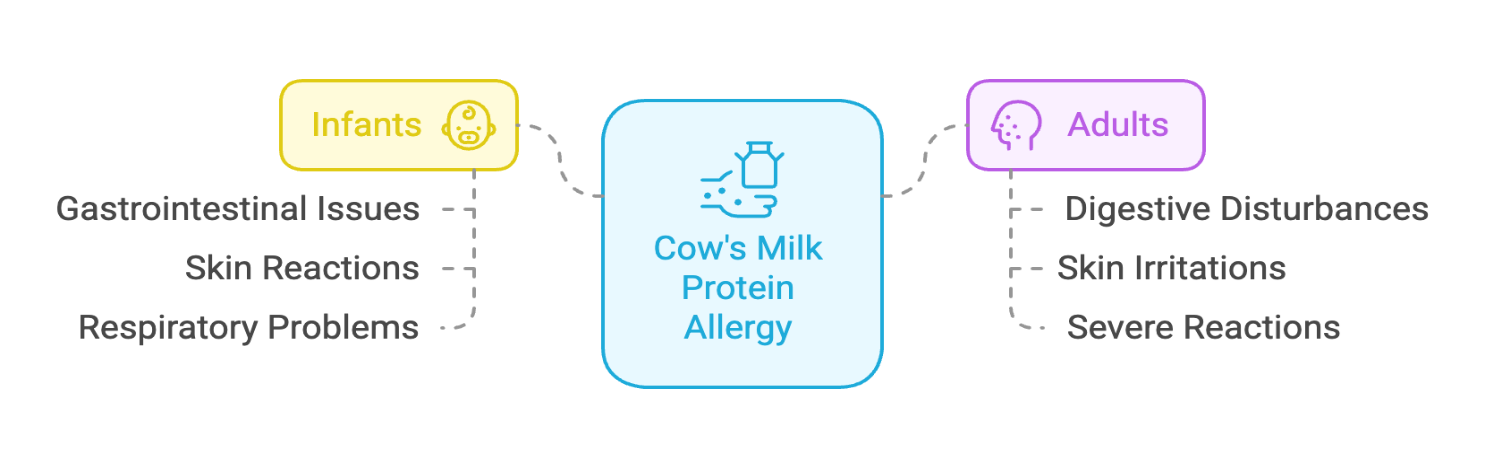 Infants
Gastrointestinal Issues
Skin Reactions
Respiratory Problems
Cow's Milk
Protein
Allergy
Adults
Digestive Disturbances
Skin Irritations
Severe Reactions